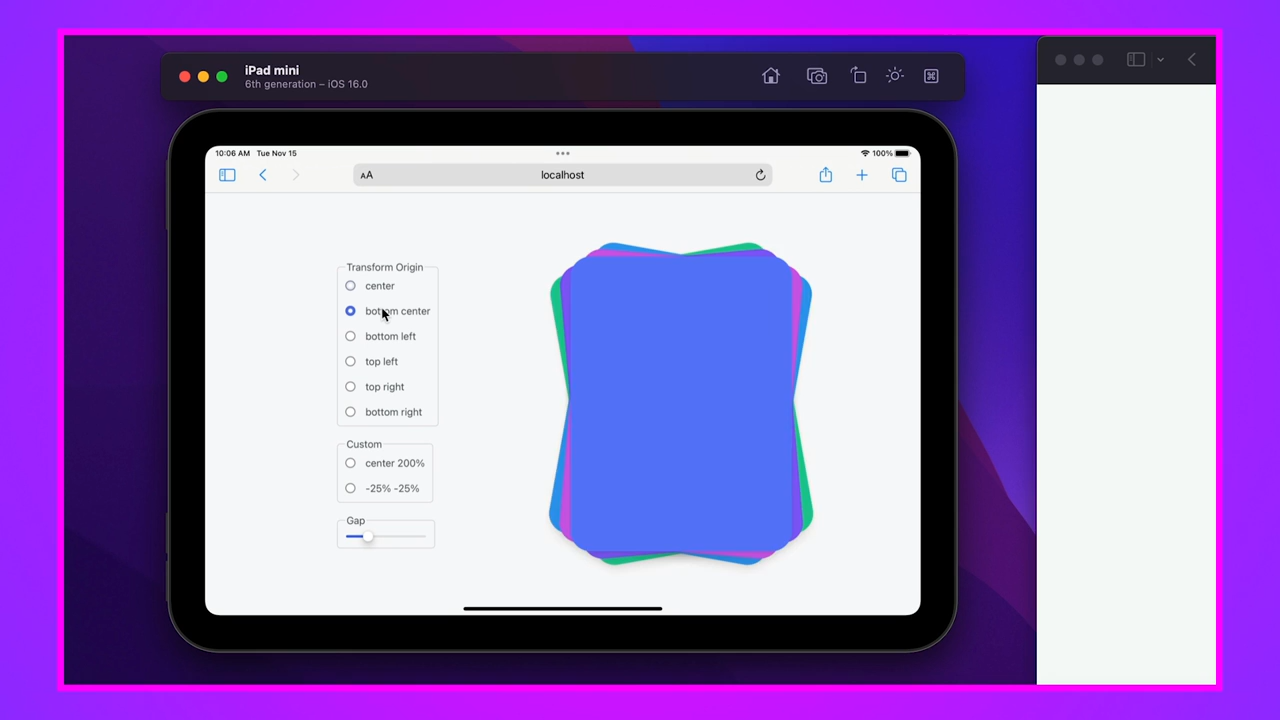 iPad mini
6th generation – iOS 16.0
10:06 AM Tue Nov 15
100%
AA
localhost
Transform Origin
center
bottom center
bottom left
top left
top right
bottom right
Custom
center 200%
-25% -25%
Gap